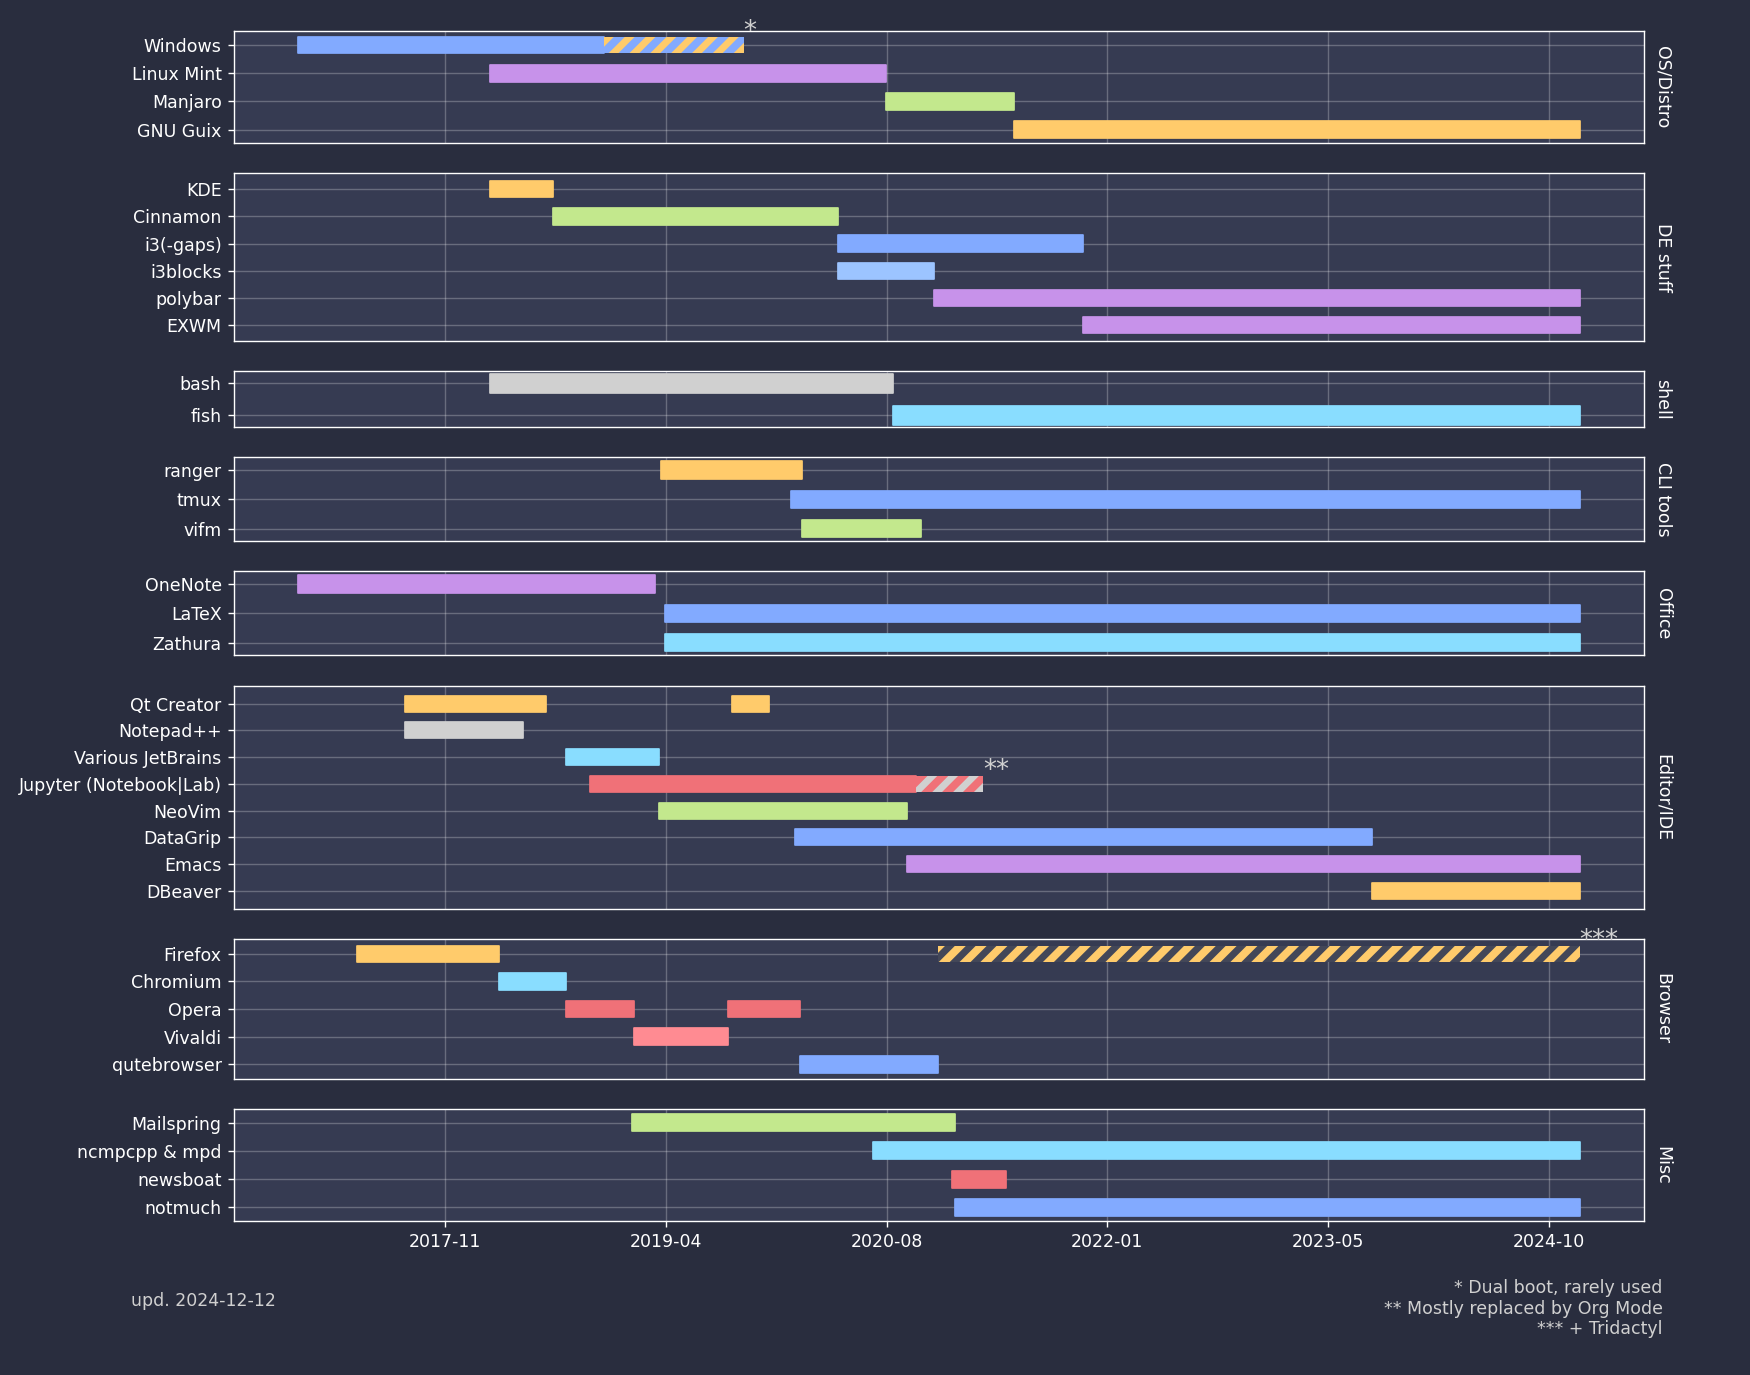 *
Windows
Linux Mint
Manjaro
GNU Guix
OS/Distro
KDE
Cinnamon
i3(-gaps)
i3blocks
polybar
EXWM
DE stuff
bash
fish
shell
ranger
tmux
vifm
CLI tools
OneNote
LaTeX
Zathura
Office
Qt Creator
Notepad++
Various JetBrains
**
Jupyter (Notebook|Lab)
NeoVim
DataGrip
Emacs
DBeaver
Editor/IDE
***
Firefox
Chromium
Opera
Vivaldi
qutebrowser
Browser
Mailspring
ncmpcpp & mpd
newsboat
notmuch
Misc
2017-11 2019-04 2020-08 2022-01 2023-05 2024-10
upd. 2024-12-12
* Dual boot, rarely used
** Mostly replaced by Org Mode
*** + Tridactyl